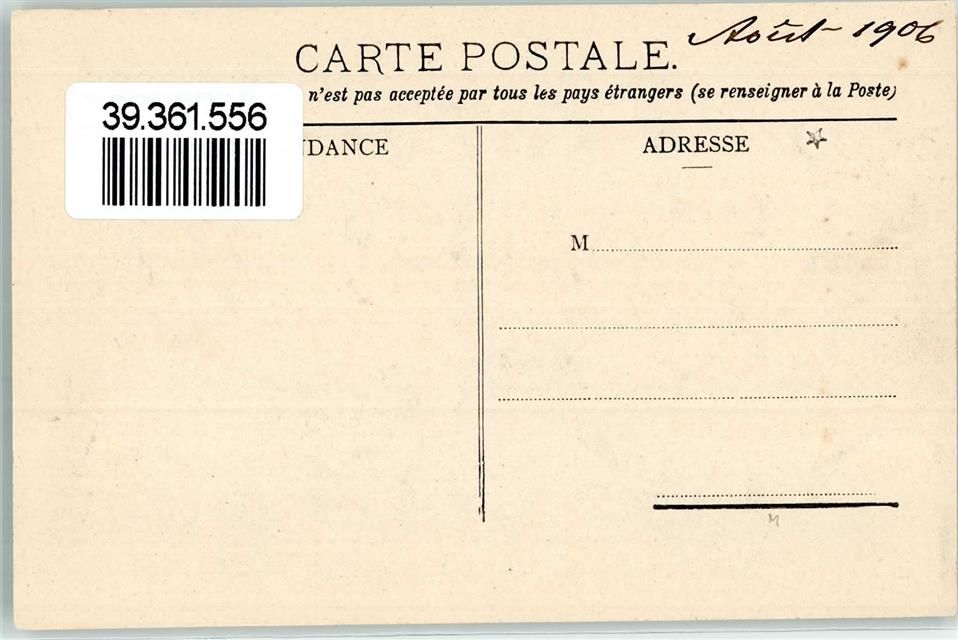 Août 1906
CARTE POSTALE.
n'est pas acceptée par tous les pays étrangers (se renseigner à la Poste)
39.361.556
NDANCE
ADRESSE
M
M